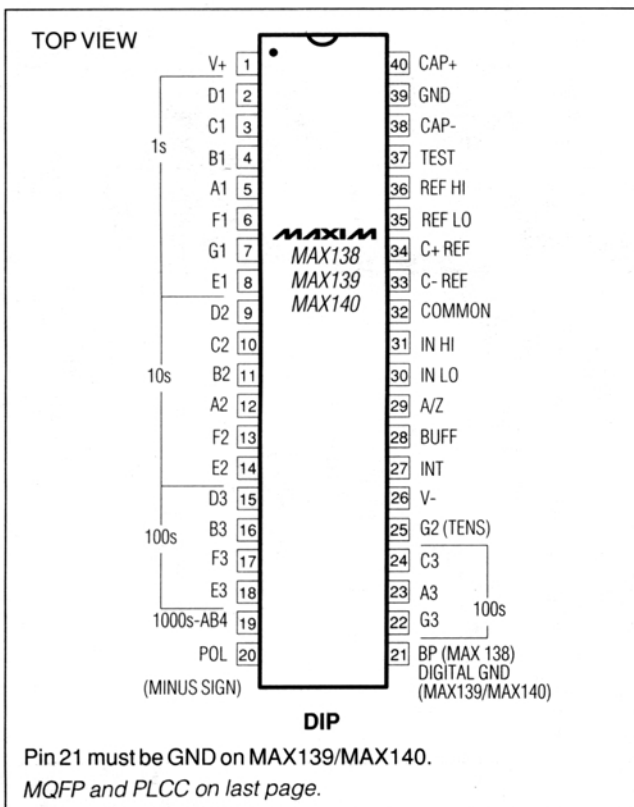 TOP VIEW
V+ 1
D1 2
C1 3
B1 4
A1 5
F1 6
G1 7
E1 8
D2 9
C2 10
B2 11
A2 12
F2 13
E2 14
D3 15
B3 16
F3 17
E3 18
1000s-AB4 19
POL 20
(MINUS SIGN)
1s
10s
100s
MAXIM
MAX138
MAX139
MAX140
40 CAP+
39 GND
38 CAP-
37 TEST
36 REF HI
35 REF LO
34 C+ REF
33 C- REF
32 COMMON
31 IN HI
30 IN LO
29 A/Z
28 BUFF
27 INT
26 V-
25 G2 (TENS)
24 C3
23 A3
22 G3
100s
21 BP (MAX 138)
DIGITAL GND
(MAX139/MAX140)
DIP
Pin 21 must be GND on MAX139/MAX140.
MQFP and PLCC on last page.